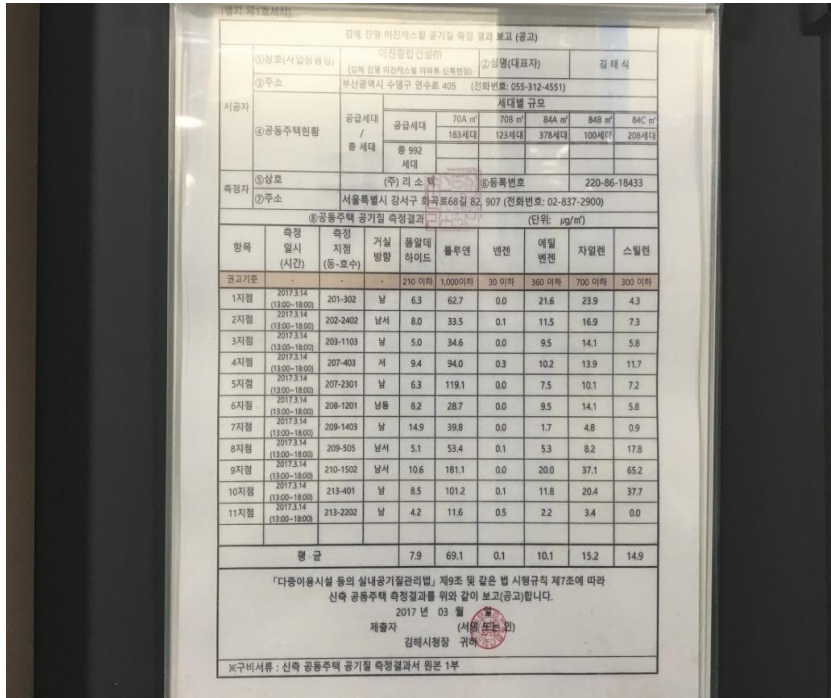 [별지 제1호서식]
김해 진영 이진캐스빌 공기질 측정 결과 보고 (공고)
시공자 ①상호(사업장명칭) 이진종합건설㈜ (김해 진영 이진캐스빌 아파트 신축현장) ②성명(대표자) 김 태 식
③주소 부산광역시 수영구 연수로 405 (전화번호: 055-312-4551)
④공동주택현황 공급세대 / 총 세대 세대별 규모
공급세대 70A ㎡ 70B ㎡ 84A ㎡ 84B ㎡ 84C ㎡
183세대 123세대 378세대 100세대 208세대
총 992 세대
측정자 ⑤상호 (주) 리 소 ⑥등록번호 220-86-18433
⑦주소 서울특별시 강서구 화곡로68길 82, 907 (전화번호: 02-837-2900)
⑧공동주택 공기질 측정결과 (단위: ㎍/㎥)
항목 측정 일시 (시간) 측정 지점 (동-호수) 거실 방향 폼알데 하이드 톨루엔 벤젠 에틸 벤젠 자일렌 스틸렌
권고기준 - - - 210 이하 1,000이하 30 이하 360 이하 700 이하 300 이하
1지점 2017.3.14 (13:00~18:00) 201-302 남 6.3 62.7 0.0 21.6 23.9 4.3
2지점 2017.3.14 (13:00~18:00) 202-2402 남서 8.0 33.5 0.1 11.5 16.9 7.3
3지점 2017.3.14 (13:00~18:00) 203-1103 남 5.0 34.6 0.0 9.5 14.1 5.8
4지점 2017.3.14 (13:00~18:00) 207-403 서 9.4 94.0 0.3 10.2 13.9 11.7
5지점 2017.3.14 (13:00~18:00) 207-2301 남 6.3 119.1 0.0 7.5 10.1 7.2
6지점 2017.3.14 (13:00~18:00) 208-1201 남동 8.2 28.7 0.0 9.5 14.1 5.8
7지점 2017.3.14 (13:00~18:00) 209-1403 남 14.9 39.8 0.0 1.7 4.8 0.9
8지점 2017.3.14 (13:00~18:00) 209-505 남서 5.1 53.4 0.1 5.3 8.2 17.8
9지점 2017.3.14 (13:00~18:00) 210-1502 남서 10.6 181.1 0.0 20.0 37.1 65.2
10지점 2017.3.14 (13:00~18:00) 213-401 남 8.5 101.2 0.1 11.8 20.4 37.7
11지점 2017.3.14 (13:00~18:00) 213-2202 남 4.2 11.6 0.5 2.2 3.4 0.0
평 균 7.9 69.1 0.1 10.1 15.2 14.9
「다중이용시설 등의 실내공기질관리법」 제9조 및 같은 법 시행규칙 제7조에 따라
신축 공동주택 측정결과를 위와 같이 보고(공고)합니다.
2017 년 03 월 일
제출자 (서명 또는 인)
김해시청장 귀하
※구비서류 : 신축 공동주택 공기질 측정결과서 원본 1부